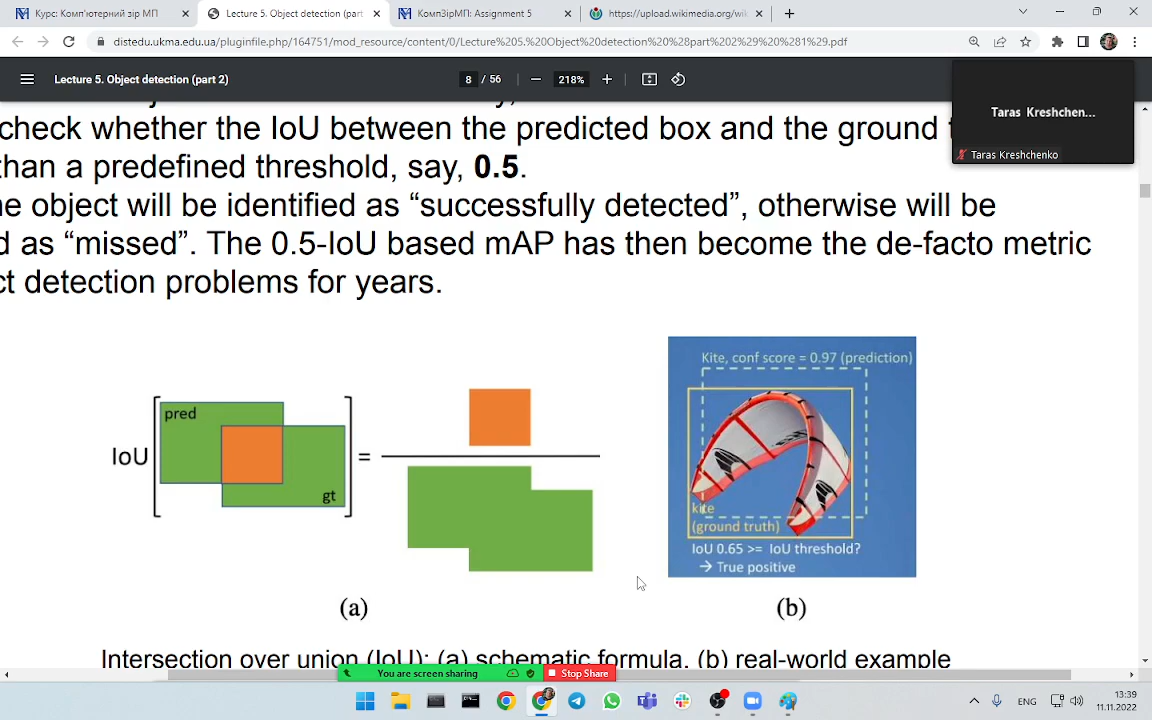 Курс: Комп'ютерний зір МП
Lecture 5. Object detection (part
КомпЗірМП: Assignment 5
https://upload.wikimedia.org/wik
distedu.ukma.edu.ua/pluginfile.php/164751/mod_resource/content/0/Lecture%205.%20Object%20detection%20%28part%202%29%20%281%29.pdf
Lecture 5. Object detection (part 2)
8 / 56
218%
Taras Kreshchen...
Taras Kreshchenko
check whether the IoU between the predicted box and the ground
than a predefined threshold, say, 0.5.
ne object will be identified as “successfully detected”, otherwise will be
d as “missed”. The 0.5-IoU based mAP has then become the de-facto metric
ct detection problems for years.
IoU
pred
gt
=
Kite, conf score = 0.97 (prediction)
kite
(ground truth)
IoU 0.65 >= IoU threshold?
→ True positive
(a)
(b)
Intersection over union (IoU): (a) schematic formula, (b) real-world example
You are screen sharing
Stop Share
ENG
13:39
11.11.2022